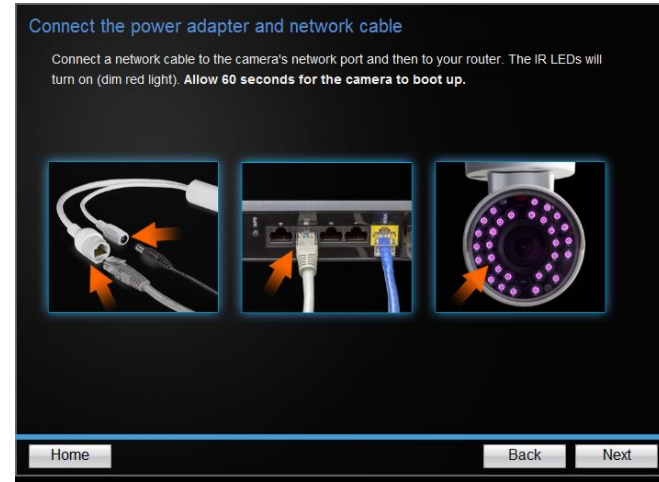 Connect the power adapter and network cable
Connect a network cable to the camera's network port and then to your router. The IR LEDs will
turn on (dim red light). Allow 60 seconds for the camera to boot up.
Home
Back
Next